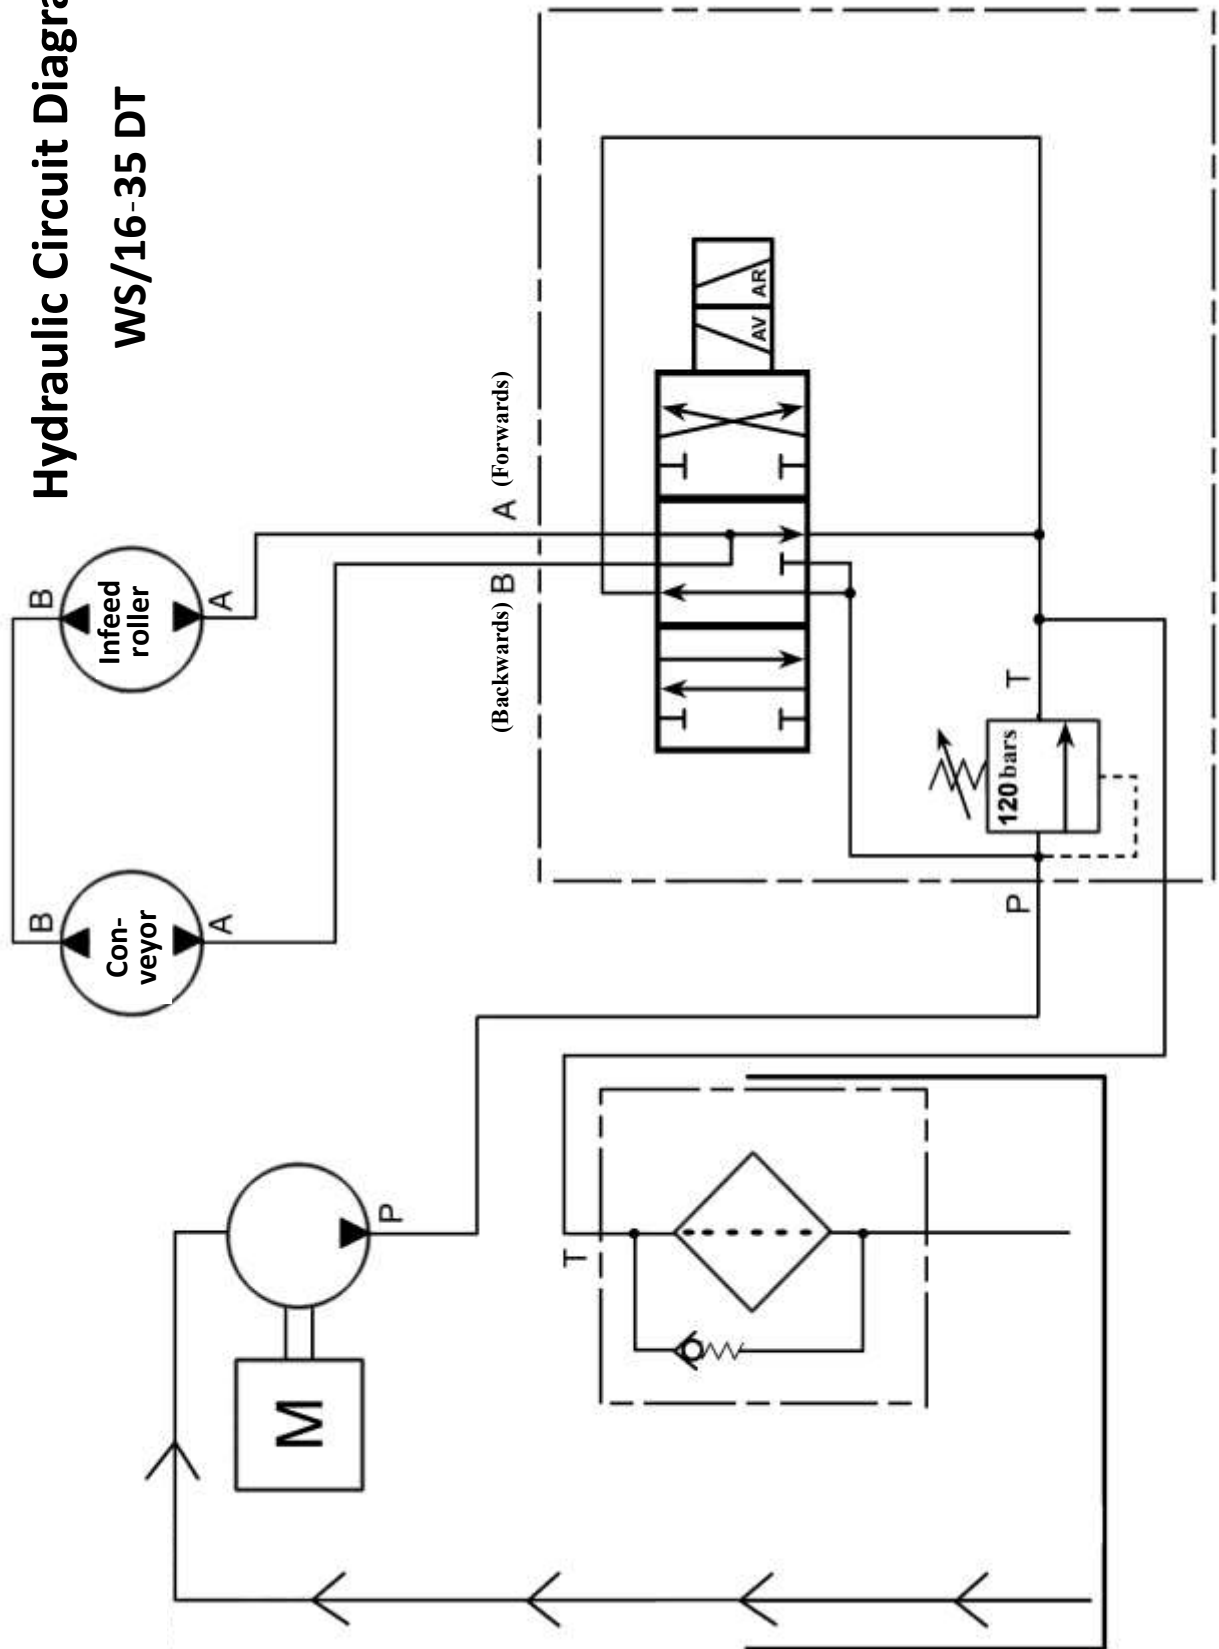 Hydraulic Circuit Diagra
WS/16-35 DT
B
B
Con-
veyor
Infeed
roller
A
A
M
P
(Backwards) B
A (Forwards)
T
AV
AR
P
120 bars
T